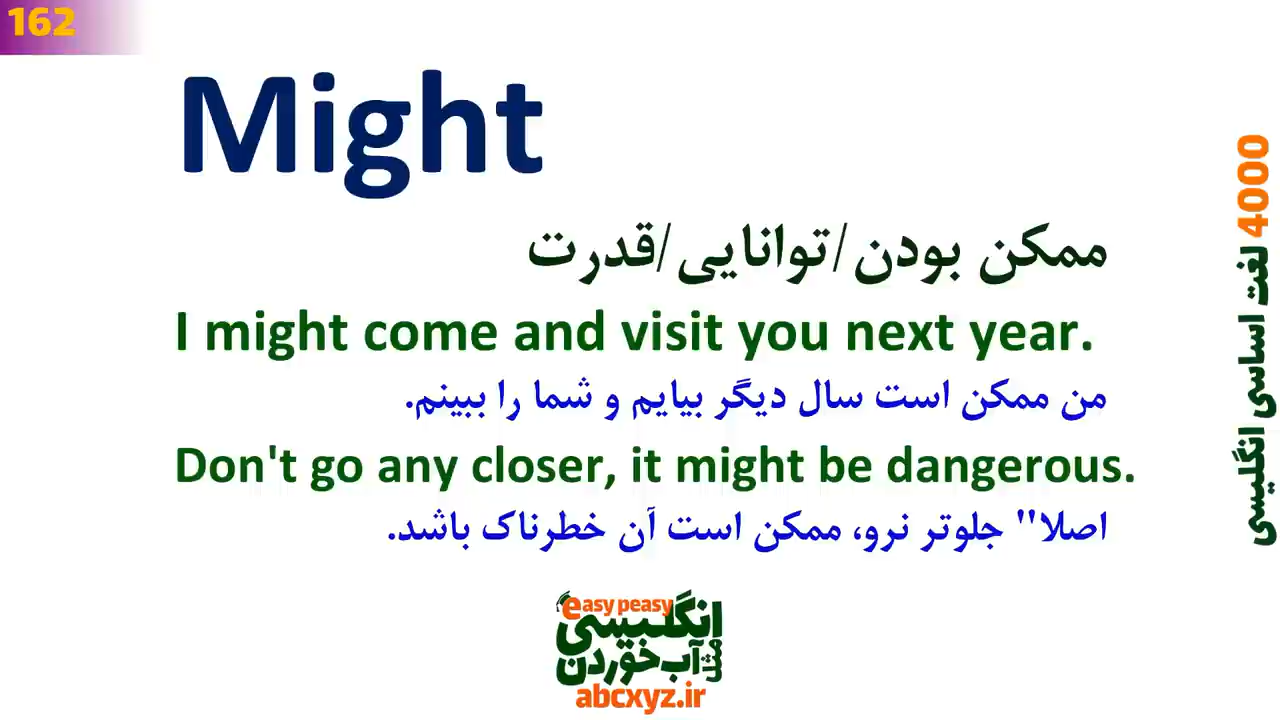 162
Might
ممکن بودن/توانایی/قدرت
I might come and visit you next year.
من ممکن است سال دیگر بیایم و شما را ببینم.
Don't go any closer, it might be dangerous.
اصلا" جلوتر نرو، ممکن است آن خطرناک باشد.
4000 لغت اساسی انگلیسی
easy peasy
انگلیسی
مثل آب خوردن
abcxyz.ir